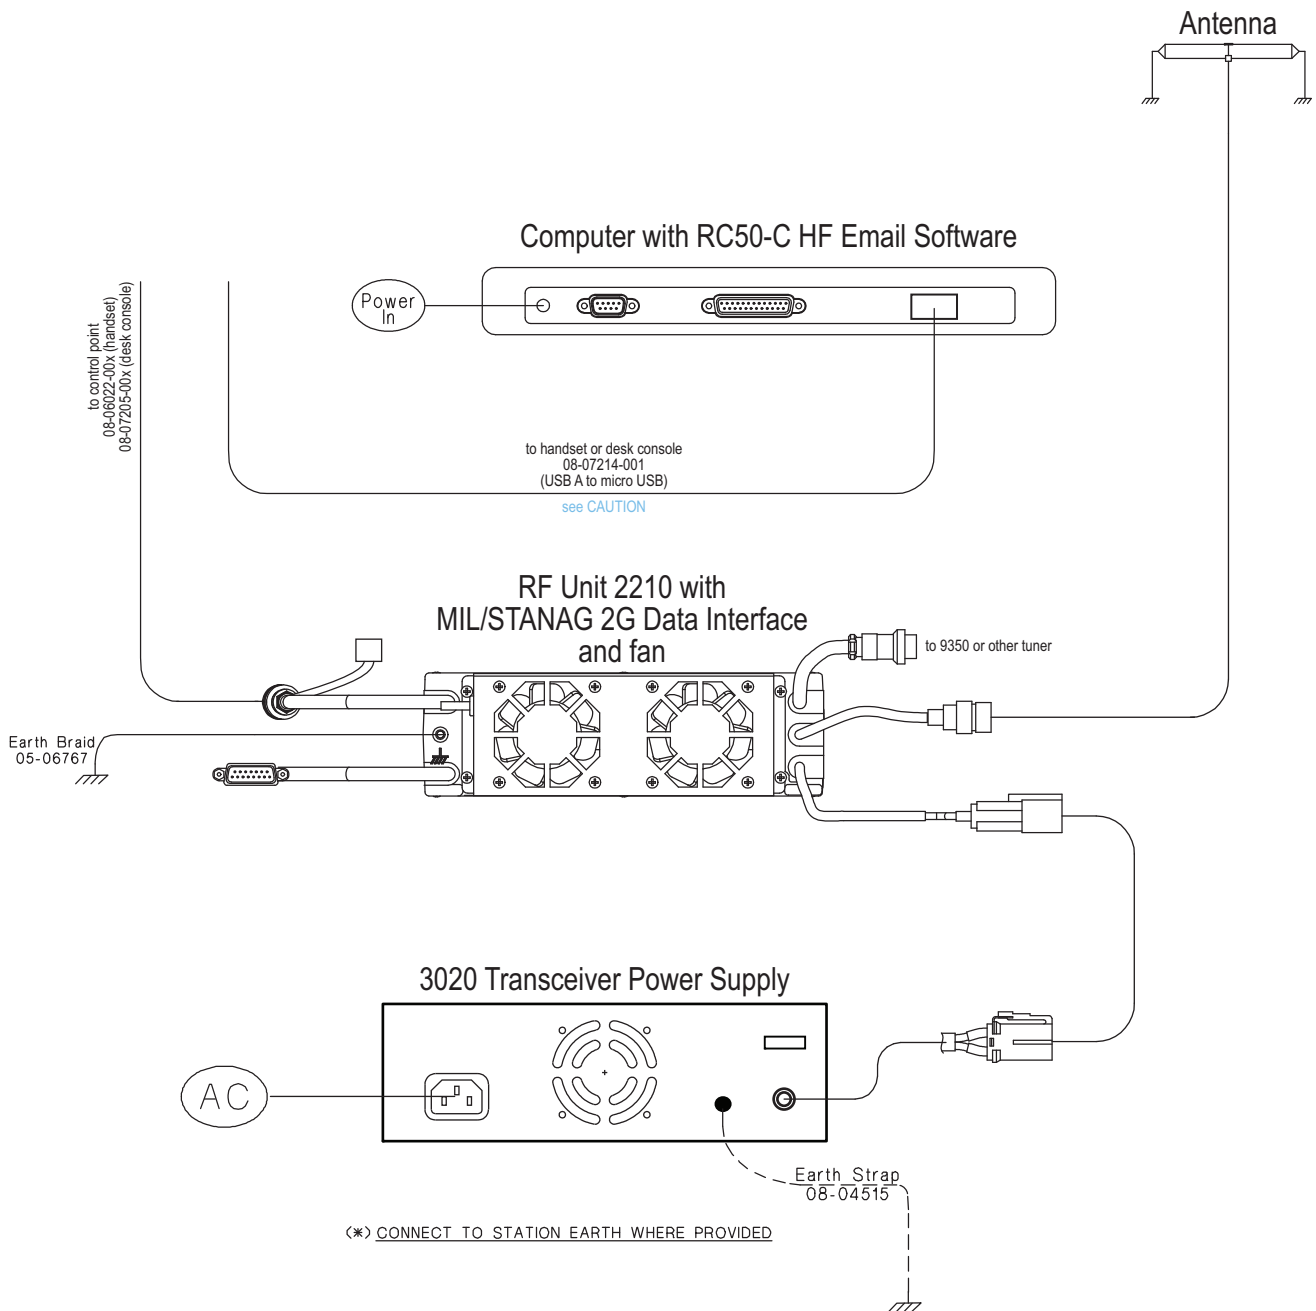 Antenna
Computer with RC50-C HF Email Software
Power
In
to control point
08-06022-00x (handset)
08-07205-00x (desk console)
to handset or desk console
08-07214-001
(USB A to micro USB)
see CAUTION
RF Unit 2210 with
MIL/STANAG 2G Data Interface
and fan
to 9350 or other tuner
Earth Braid
05-06767
3020 Transceiver Power Supply
AC
Earth Strap
08-04515
(*) CONNECT TO STATION EARTH WHERE PROVIDED